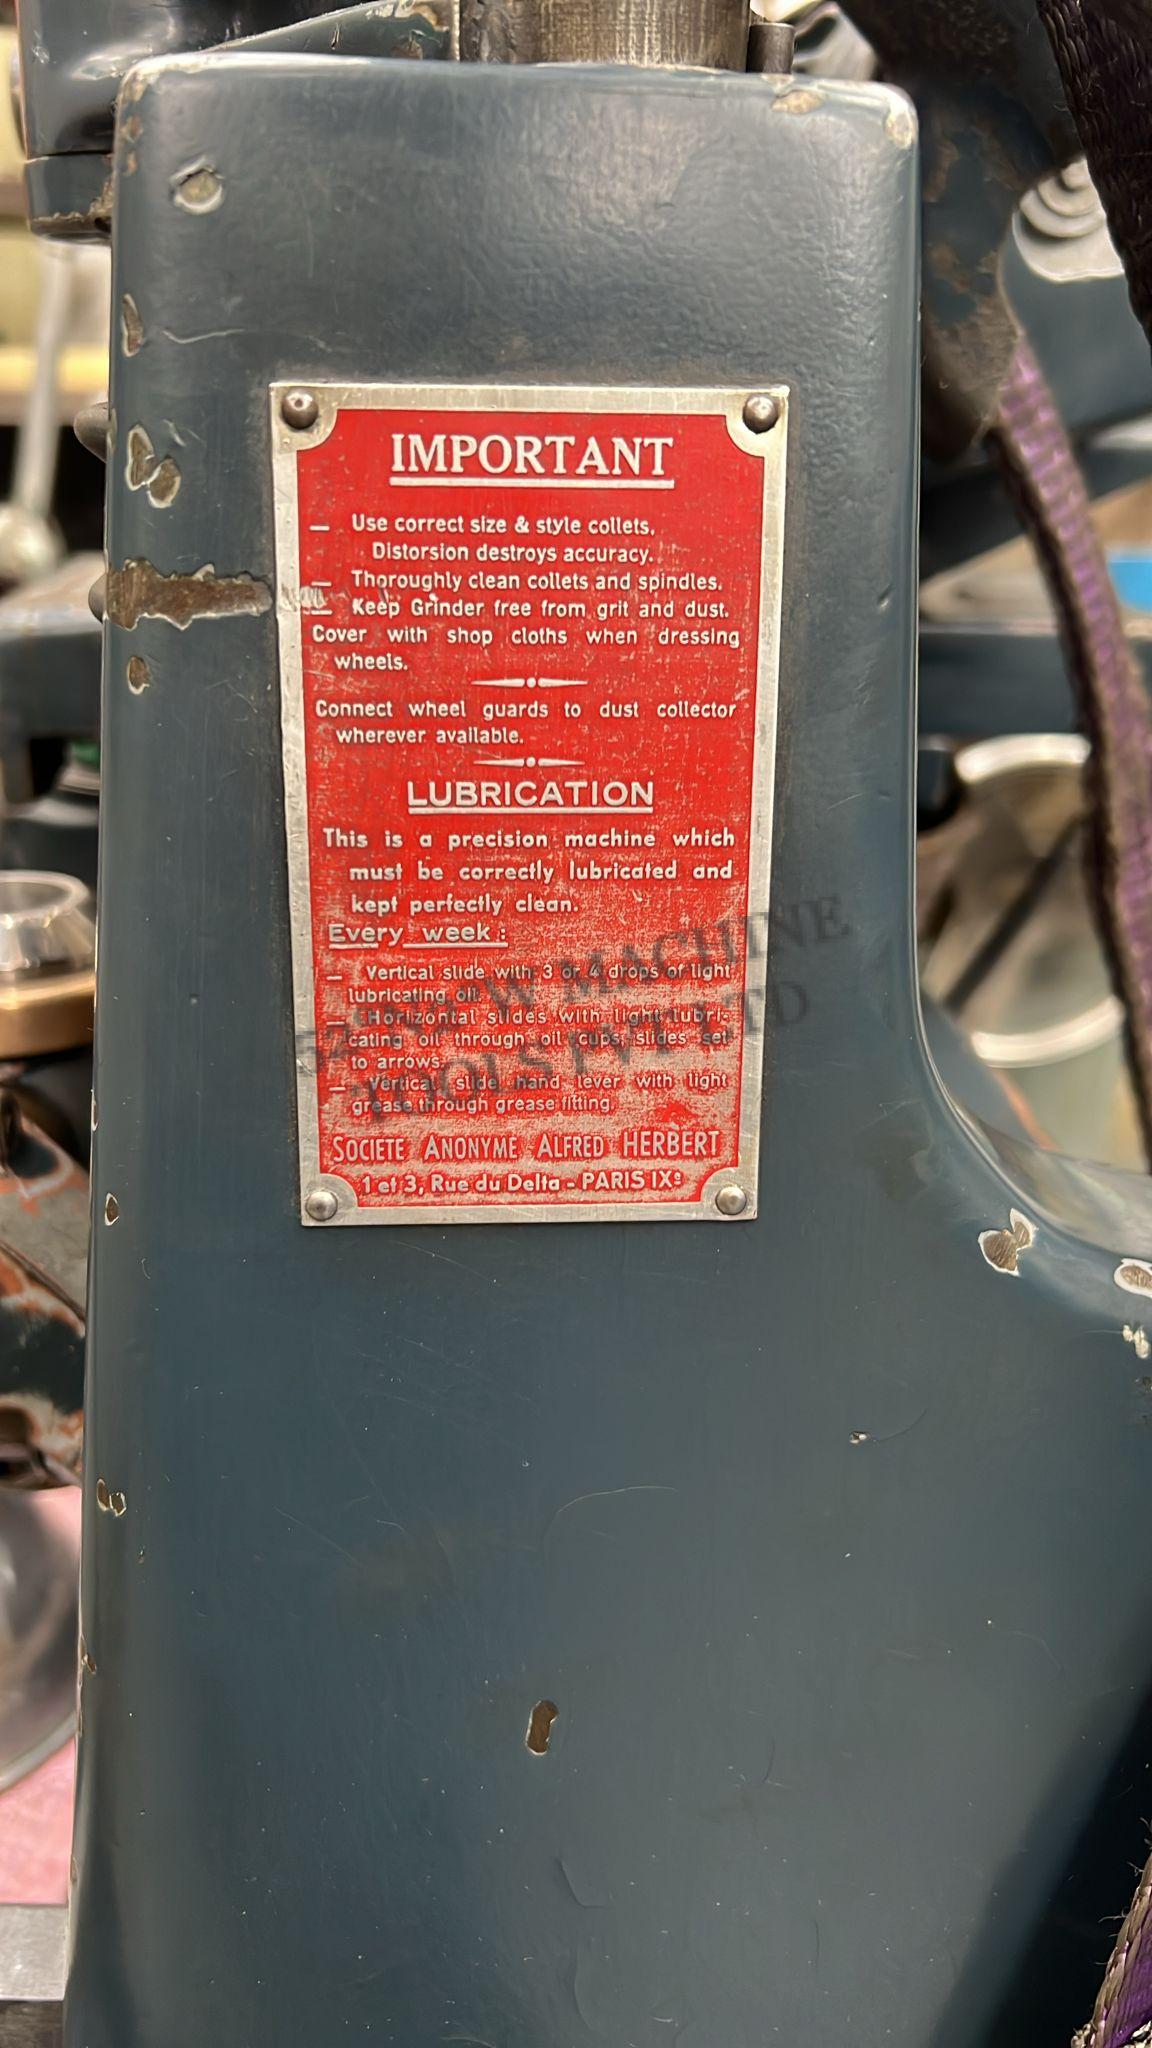 IMPORTANT
— Use correct size & style collets.
Distorsion destroys accuracy.
— Thoroughly clean collets and spindles.
— Keep Grinder free from grit and dust.
Cover with shop cloths when dressing
wheels.
Connect wheel guards to dust collector
wherever available.
LUBRICATION
This is a precision machine which
must be correctly lubricated and
kept perfectly clean.
Every week :
— Vertical slide with 3 or 4 drops of light
lubricating oil.
— Horizontal slides with light lubri-
cating oil through oil cups, slides set
to arrows.
— Vertical slide hand lever with light
grease through grease fitting.
SOCIETE ANONYME ALFRED HERBERT
1 et 3, Rue du Delta - PARIS IXe
MACHINE
TOOLS PVT LTD